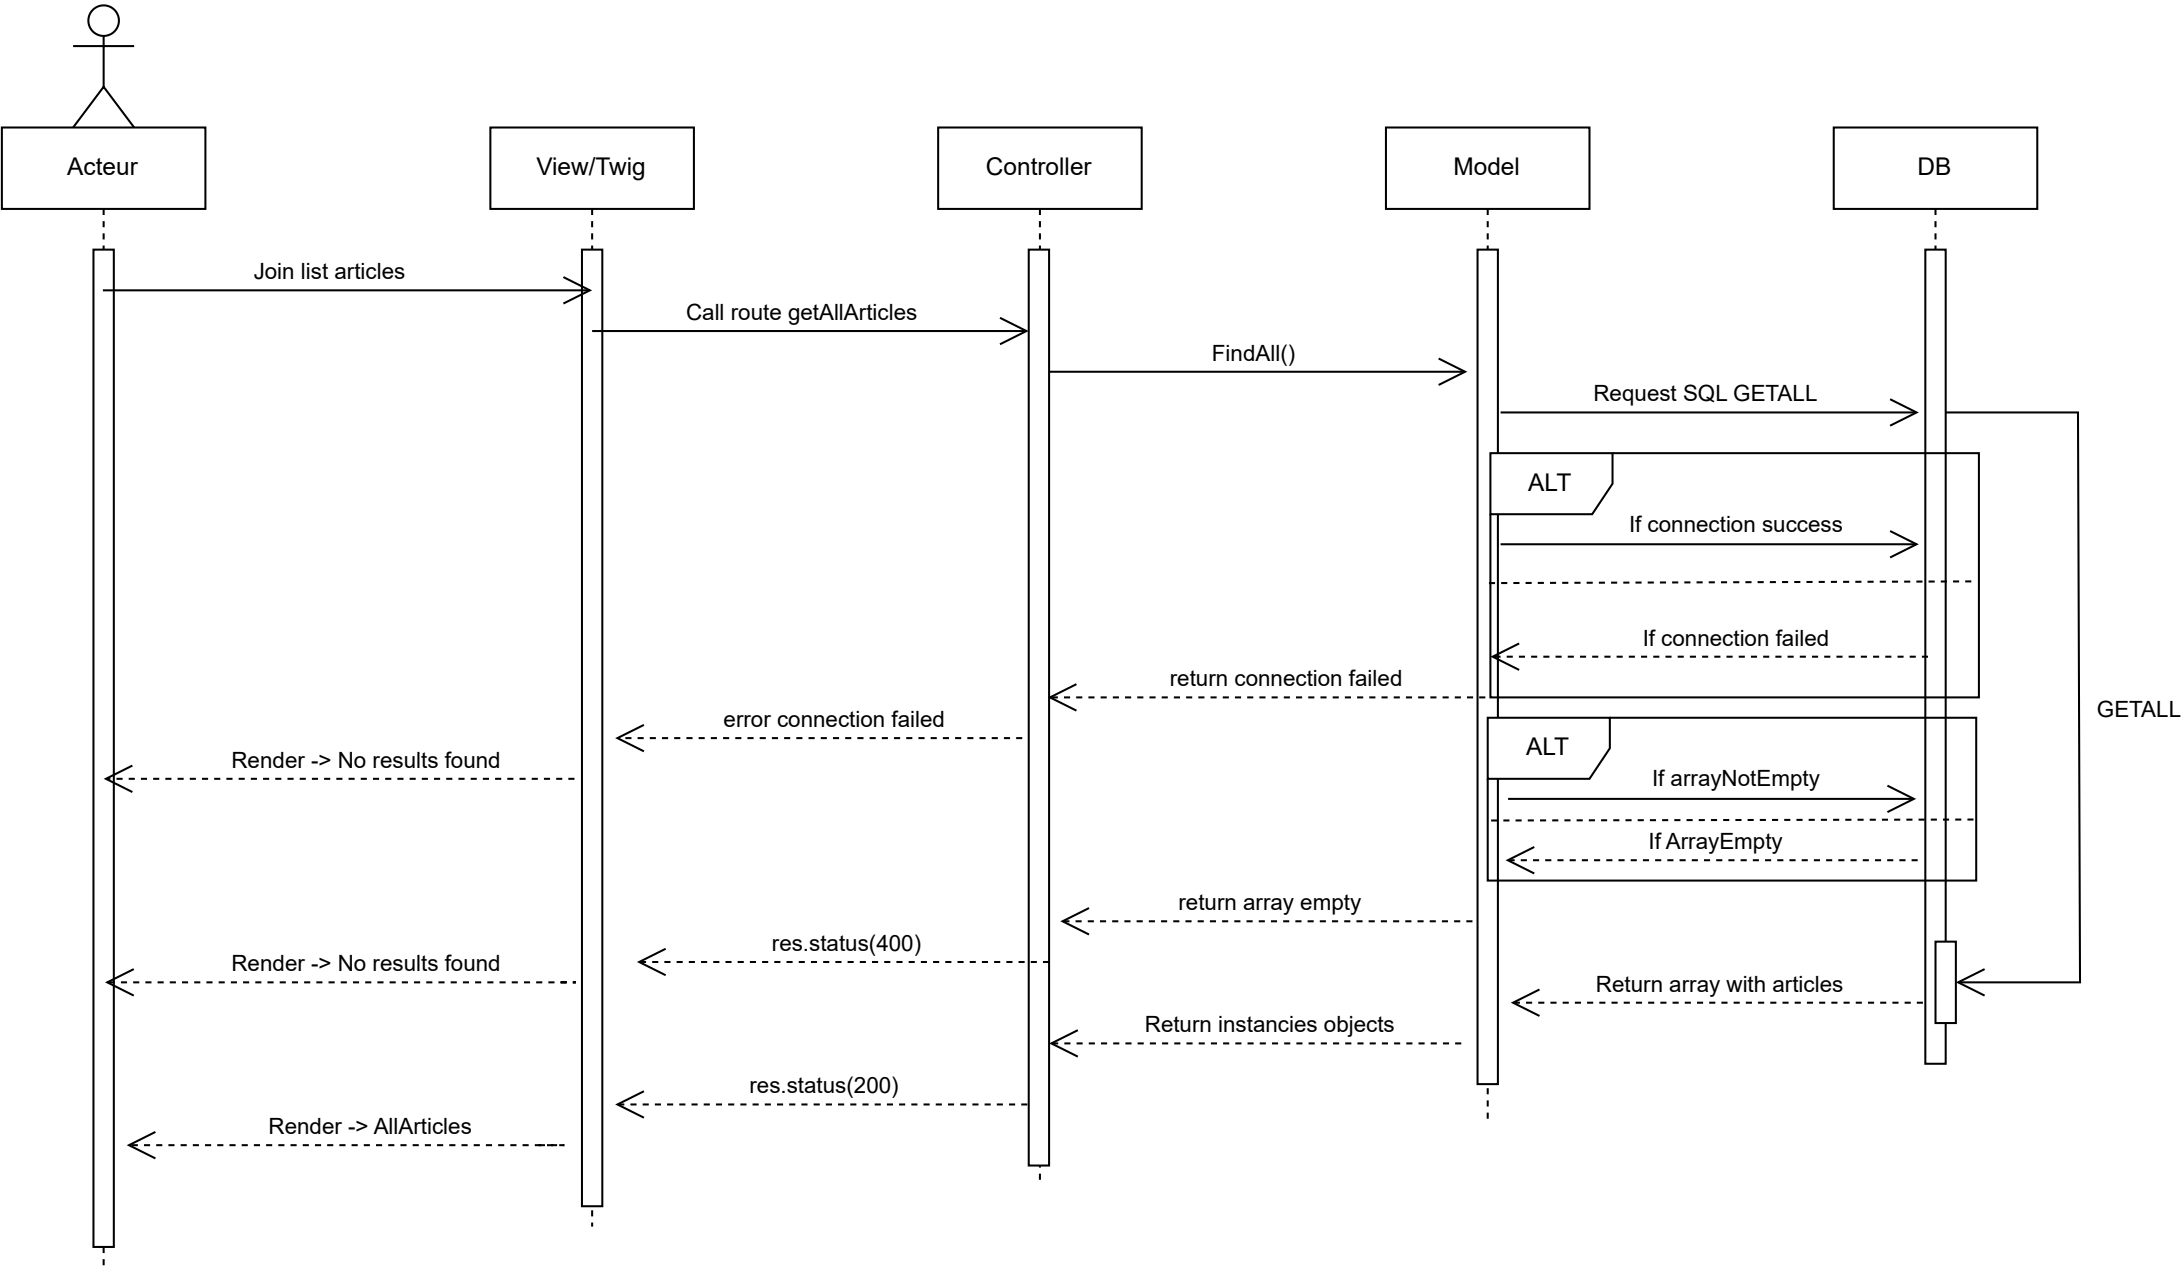 Acteur
View/Twig
Controller
Model
DB
Join list articles
Call route getAllArticles
FindAll()
Request SQL GETALL
ALT
If connection success
If connection failed
return connection failed
GETALL
error connection failed
ALT
Render -> No results found
If arrayNotEmpty
If ArrayEmpty
return array empty
res.status(400)
Render -> No results found
Return array with articles
Return instancies objects
res.status(200)
Render -> AllArticles